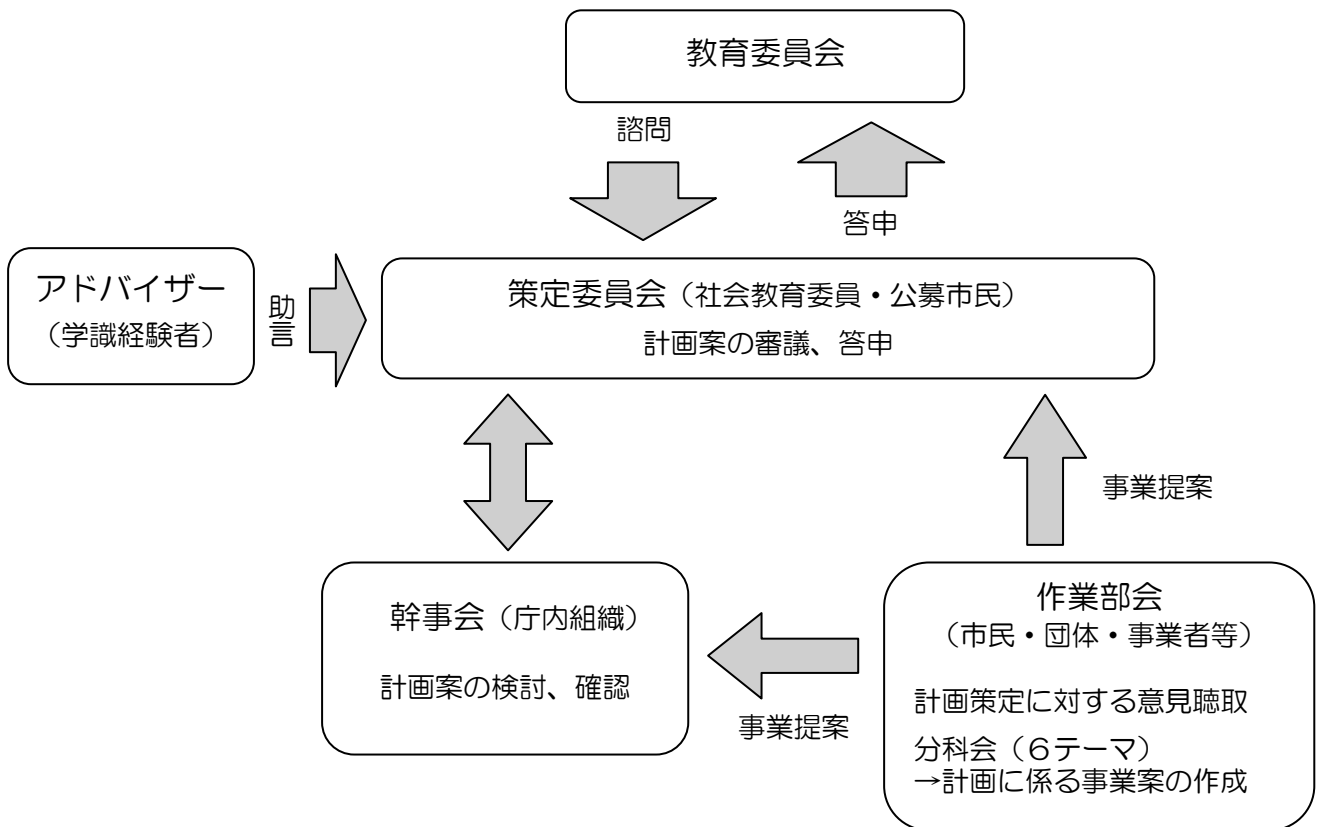 教育委員会
諮問
答申
アドバイザー
（学識経験者）
助言
策定委員会（社会教育委員・公募市民）
計画案の審議、答申
事業提案
幹事会（庁内組織）
計画案の検討、確認
事業提案
作業部会
（市民・団体・事業者等）
計画策定に対する意見聴取
分科会（６テーマ）
→計画に係る事業案の作成